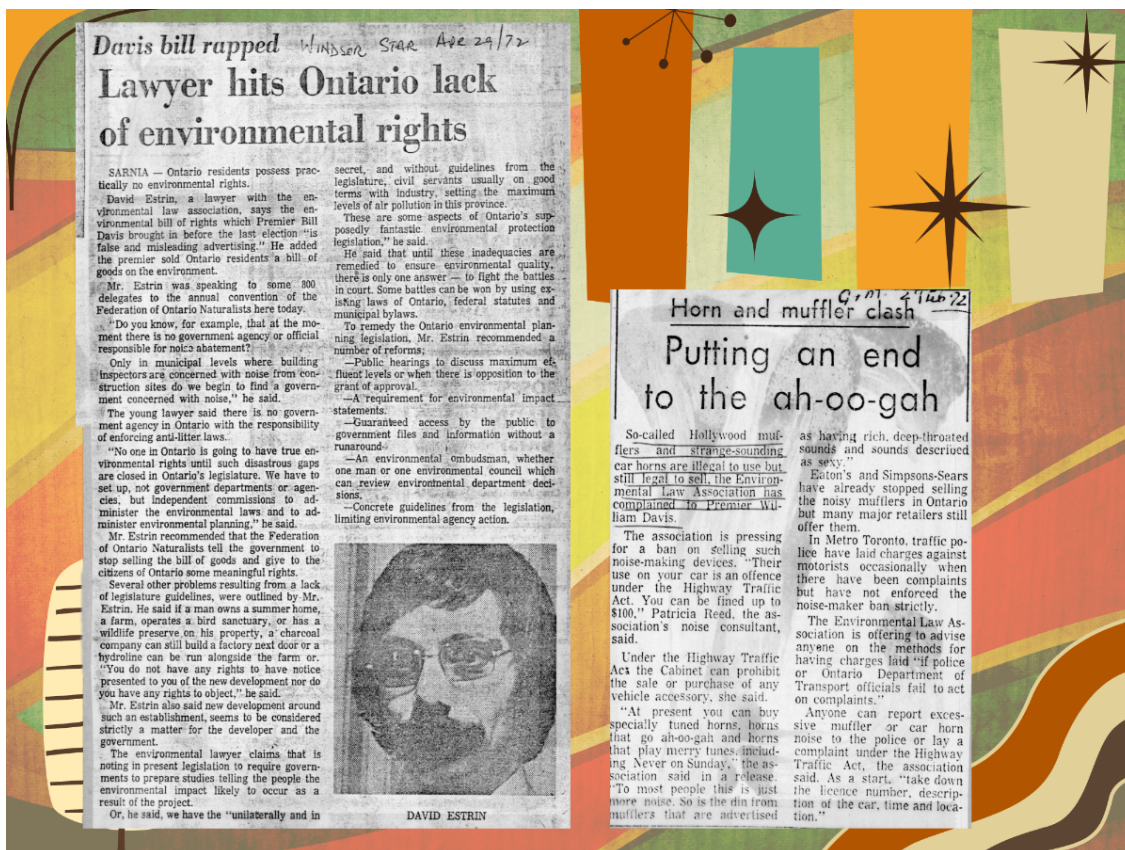 Davis bill rapped WINDSOR STAR APR 29/72
Lawyer hits Ontario lack
of environmental rights
SARNIA — Ontario residents possess prac-
tically no environmental rights.
David Estrin, a lawyer with the en-
vironmental law association, says the en-
vironmental bill of rights which Premier Bill
Davis brought in before the last election "is
false and misleading advertising." He added
the premier sold Ontario residents a bill of
goods on the environment.
Mr. Estrin was speaking to some 800
delegates to the annual convention of the
Federation of Ontario Naturalists here today.
"Do you know, for example, that at the mo-
ment there is no government agency or official
responsible for noise abatement?
Only in municipal levels where building
inspectors are concerned with noise from con-
struction sites do we begin to find a govern-
ment concerned with noise," he said.
The young lawyer said there is no govern-
ment agency in Ontario with the responsibility
of enforcing anti-litter laws.
"No one in Ontario is going to have true en-
vironmental rights until such disastrous gaps
are closed in Ontario's legislature. We have to
set up, not government departments or agen-
cies, but independent commissions to ad-
minister the environmental laws and to ad-
minister environmental planning," he said.
Mr. Estrin recommended that the Federation
of Ontario Naturalists tell the government to
stop selling the bill of goods and give to the
citizens of Ontario some meaningful rights.
Several other problems resulting from a lack
of legislature guidelines, were outlined by Mr.
Estrin. He said if a man owns a summer home,
a farm, operates a bird sanctuary, or has a
wildlife preserve on his property, a charcoal
company can still build a factory next door or a
hydroline can be run alongside the farm or.
"You do not have any rights to have notice
presented to you of the new development nor do
you have any rights to object," he said.
Mr. Estrin also said new development around
such an establishment, seems to be considered
strictly a matter for the developer and the
government.
The environmental lawyer claims that is
noting in present legislation to require govern-
ments to prepare studies telling the people the
environmental impact likely to occur as a
result of the project.
Or, he said, we have the "unilaterally and in
secret, and without guidelines from the
legislature, civil servants usually on good
terms with industry, setting the maximum
levels of air pollution in this province.
These are some aspects of Ontario's sup-
posedly fantastic environmental protection
legislation," he said.
He said that until these inadequacies are
remedied to ensure environmental quality,
there is only one answer — to fight the battles
in court. Some battles can be won by using ex-
isting laws of Ontario, federal statutes and
municipal bylaws.
To remedy the Ontario environmental plan-
ning legislation, Mr. Estrin recommended a
number of reforms;
—Public hearings to discuss maximum ef-
fluent levels or when there is opposition to the
grant of approval.
—A requirement for environmental impact
statements.
—Guaranteed access by the public to
government files and information without a
runaround
—An environmental ombudsman, whether
one man or one environmental council which
can review environtnental department deci-
sions.
—Concrete guidelines from the legislation,
limiting environmental agency action.
DAVID ESTRIN
G & M 4 Feb 72
Horn and muffler clash
Putting an end
to the ah-oo-gah
So-called Hollywood muf-
flers and strange-sounding
car horns are illegal to use but
still legal to sell, the Environ-
mental Law Association has
complained to Premier Wil-
liam Davis.
The association is pressing
for a ban on selling such
noise-making devices. "Their
use on your car is an offence
under the Highway Traffic
Act. You can be fined up to
$100," Patricia Reed, the as-
sociation's noise consultant,
said.
Under the Highway Traffic
Act the Cabinet can prohibit
the sale or purchase of any
vehicle accessory, she said.
"At present you can buy
specially tuned horns, horns
that go ah-oo-gah and horns
that play merry tunes, includ-
ing Never on Sunday," the as-
sociation said in a release.
"To most people this is just
more noise. So is the din from
mufflers that are advertised
as having rich, deep-throated
sounds and sounds described
as sexy."
Eaton's and Simpsons-Sears
have already stopped selling
the noisy mufflers in Ontario
but many major retailers still
offer them.
In Metro Toronto, traffic po-
lice have laid charges against
motorists occasionally when
there have been complaints
but have not enforced the
noise-maker ban strictly.
The Environmental Law As-
sociation is offering to advise
anyone on the methods for
having charges laid "if police
or Ontario Department of
Transport officials fail to act
on complaints."
Anyone can report exces-
sive muffler or car horn
noise to the police or lay a
complaint under the Highway
Traffic Act, the association
said. As a start, "take down
the licence number, descrip-
tion of the car, time and loca-
tion."